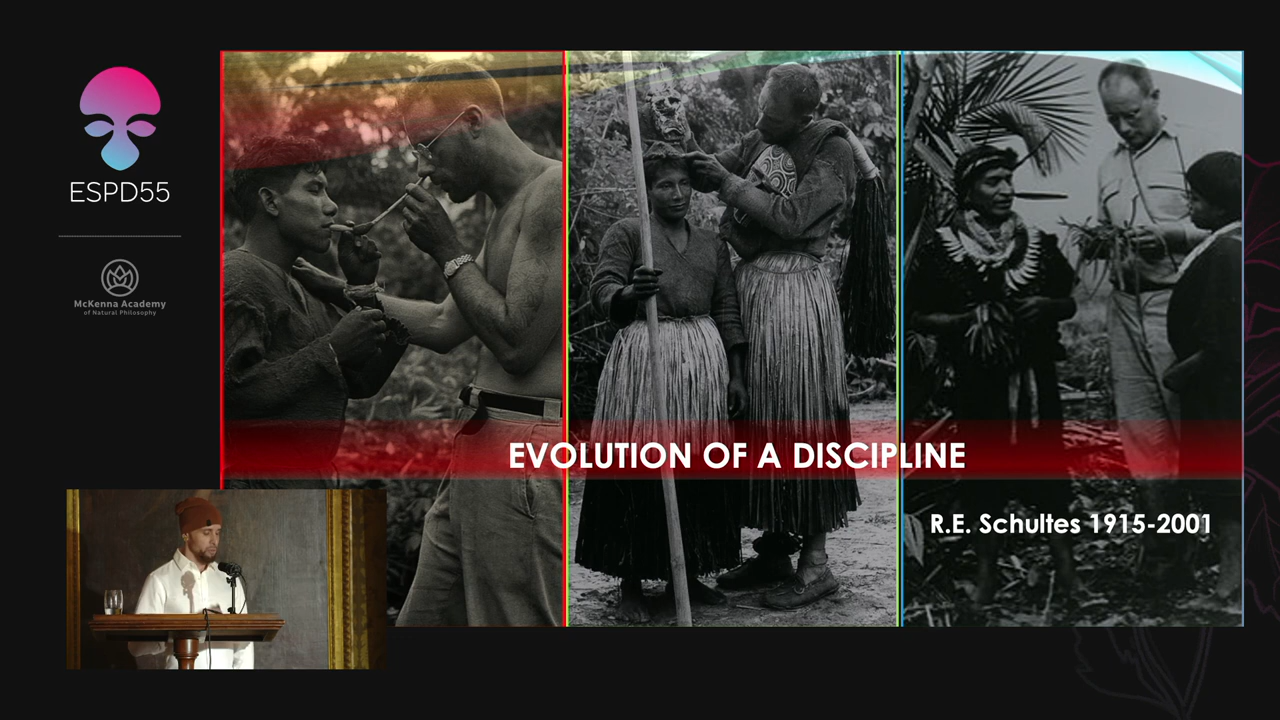 ESPD55
McKenna Academy
of Natural Philosophy
EVOLUTION OF A DISCIPLINE
R.E. Schultes 1915-2001